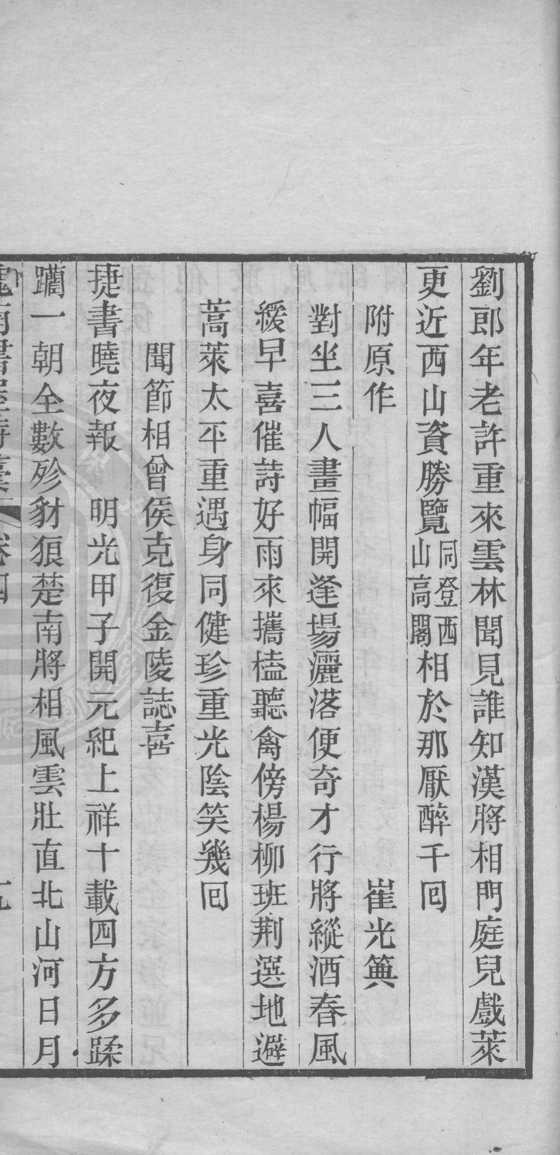 劉郎年老許重來雲林聞見誰知漢將相門庭兒戲萊
更近西山資勝覽同登西山高閣相於那厭醉千回
附原作　崔光箕
對坐三人畫幅開逢場灑落便奇才行將縱酒春風
緩早喜催詩好雨來攜榼聽禽傍楊柳班荆選地避
蒿萊太平重遇身同健珍重光陰笑幾回
聞節相曾侯克復金陵誌喜
捷書曉夜報　明光甲子開元紀上祥十載四方多蹂
躪一朝全數殄豺狼楚南將相風雲壯直北山河日月